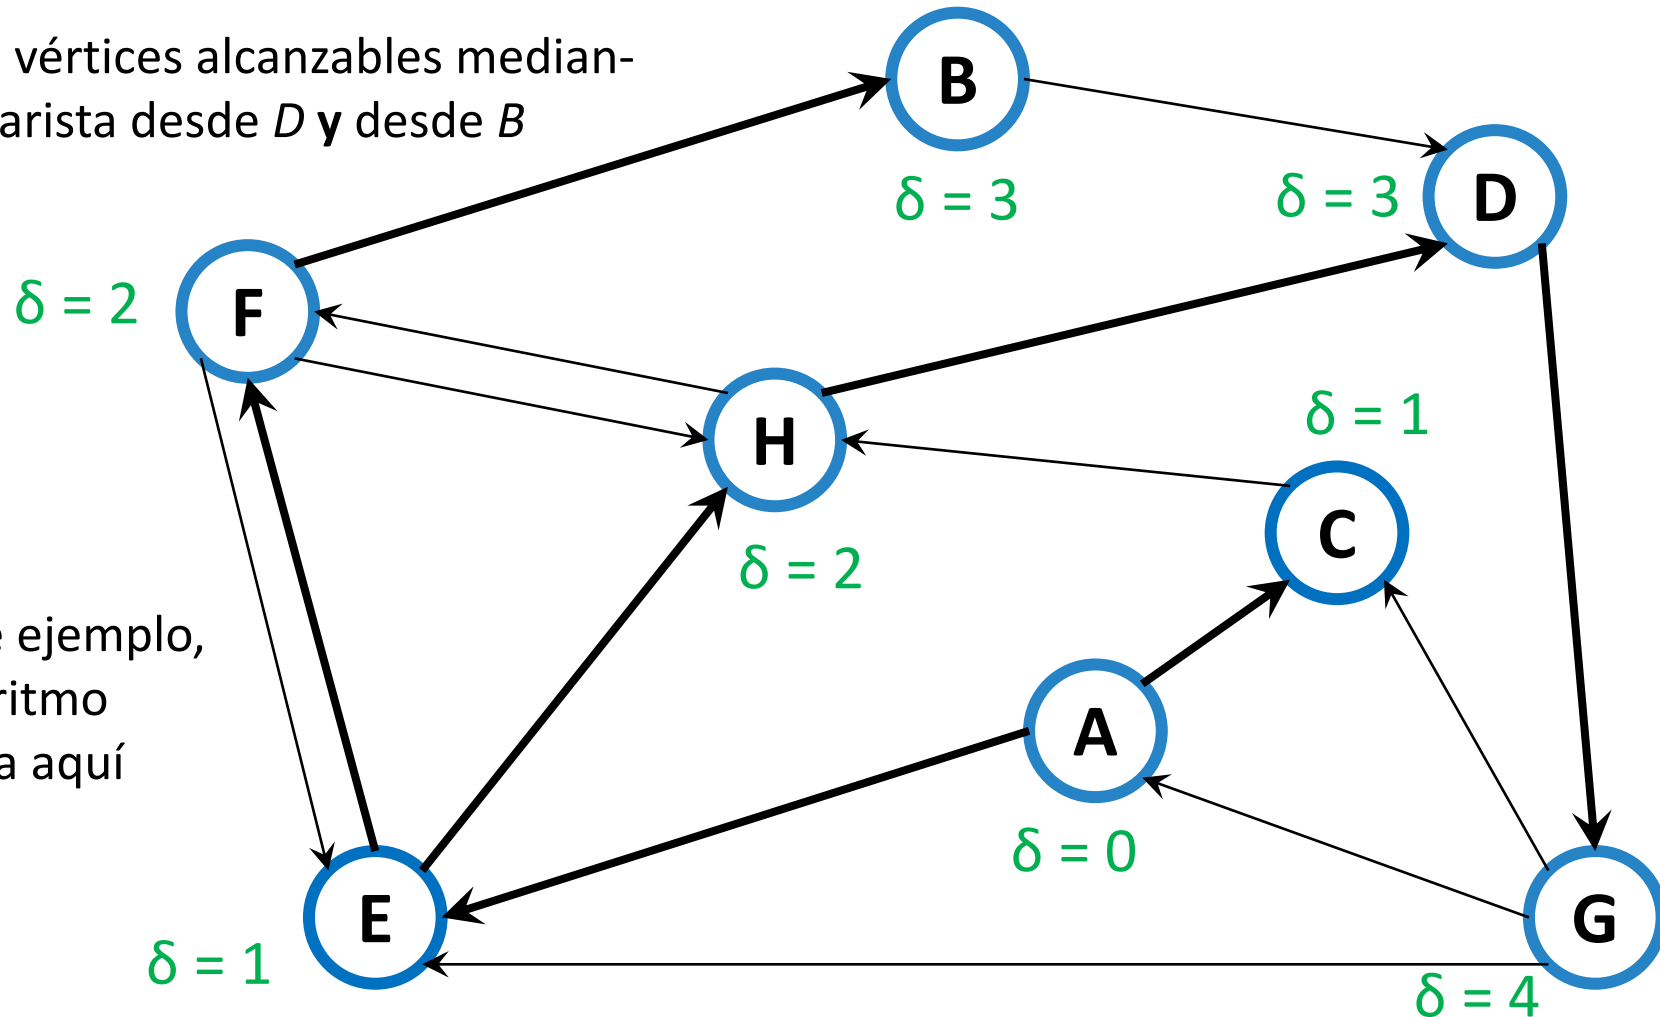 vértices alcanzables median-
arista desde D y desde B
B
D
δ = 3
δ = 3
F
δ = 2
H
δ = 1
δ = 2
C
ejemplo,
ritmo
a aquí
A
δ = 0
E
G
δ = 1
δ = 4